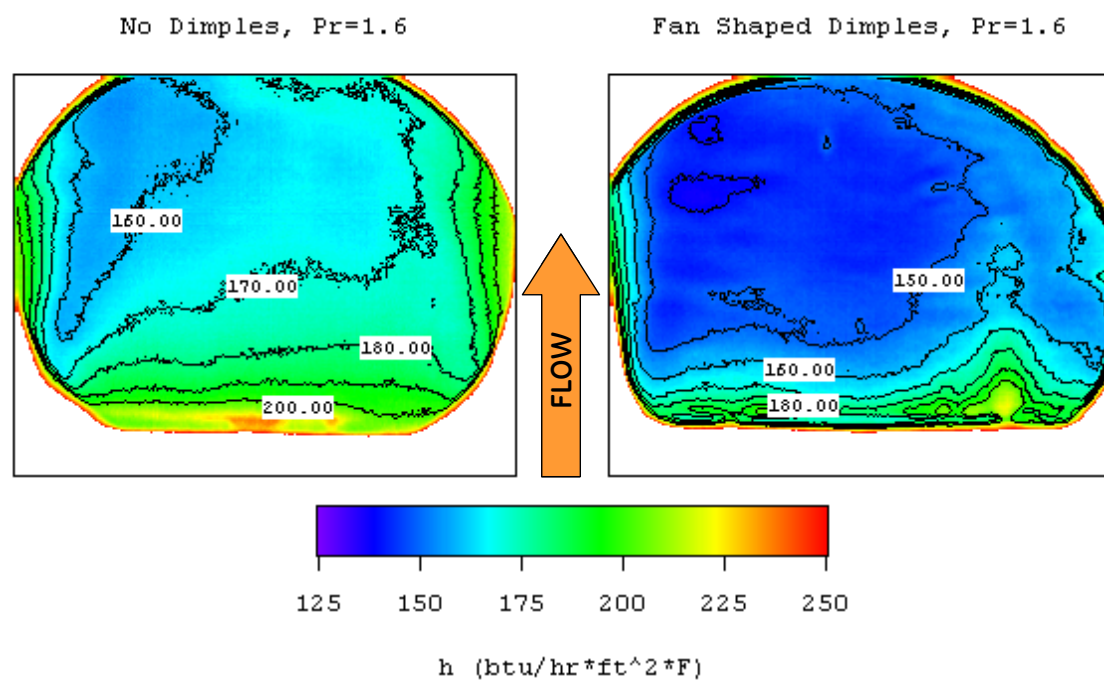 No Dimples, Pr=1.6
Fan Shaped Dimples, Pr=1.6
160.00
170.00
180.00
200.00
FLOW
150.00
160.00
180.00
125 150 175 200 225 250
h (btu/hr*ft^2*F)